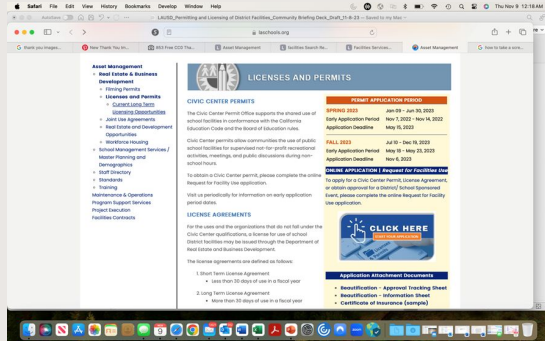 Safari File Edit View History Bookmarks Develop Window Help
Thu Nov 9 12:18AM
AutoSave
LAUSD_Permitting and Licensing of District Facilities_Community Briefing Deck_Draft_11-8-23 — Saved to my Mac
laschools.org
thank you images...
New Thank You Im...
853 Free CC0 Tha...
Asset Management
Facilities Search Re...
Facilities Services...
Asset Management
how to take a scre...
Asset Management
Real Estate & Business Development
Filming Permits
Licenses and Permits
Current Long Term
Licensing Opportunities
Joint Use Agreements
Real Estate and Development
Opportunities
Workforce Housing
School Management Services /
Master Planning and
Demographics
Staff Directory
Standards
Training
Maintenance & Operations
Program Support Services
Project Execution
Facilities Contracts
LICENSES AND PERMITS
CIVIC CENTER PERMITS
The Civic Center Permit Office supports the shared use of
school facilities in conformance with the California
Education Code and the Board of Education rules.
Civic Center permits allow communities the use of public
school facilities for supervised not-for-profit recreational
activities, meetings, and public discussions during non-
school hours.
To obtain a Civic Center permit, please complete the online
Request for Facility Use application.
Visit us periodically for information on early application
period dates.
LICENSE AGREEMENTS
For the uses and the organizations that do not fall under the
Civic Center qualifications, a license for use of school
District facilities may be issued through the Department of
Real Estate and Business Development.
The license agreements are defined as follows:
1. Short Term License Agreement
Less than 30 days of use in a fiscal year
2. Long Term License Agreement
More than 30 days of use in a fiscal year
PERMIT APPLICATION PERIOD
SPRING 2023 Jan 09 - Jun 30, 2023
Early Application Period Nov 7, 2022 - Nov 14, 2022
Application Deadline May 15, 2023
FALL 2023 Jul 10 - Dec 19, 2023
Early Application Period May 18 - May 23, 2023
Application Deadline Nov 6, 2023
ONLINE APPLICATION | Request for Facilities Use
To apply for a Civic Center Permit, License Agreement,
or obtain approval for a District/ School Sponsored
Event, please complete the online Request for Facility
Use application.
CLICK HERE
START YOUR APPLICATION
Application Attachment Documents
Beautification - Approval Tracking Sheet
Beautification - Information Sheet
Certificate of Insurance (sample)